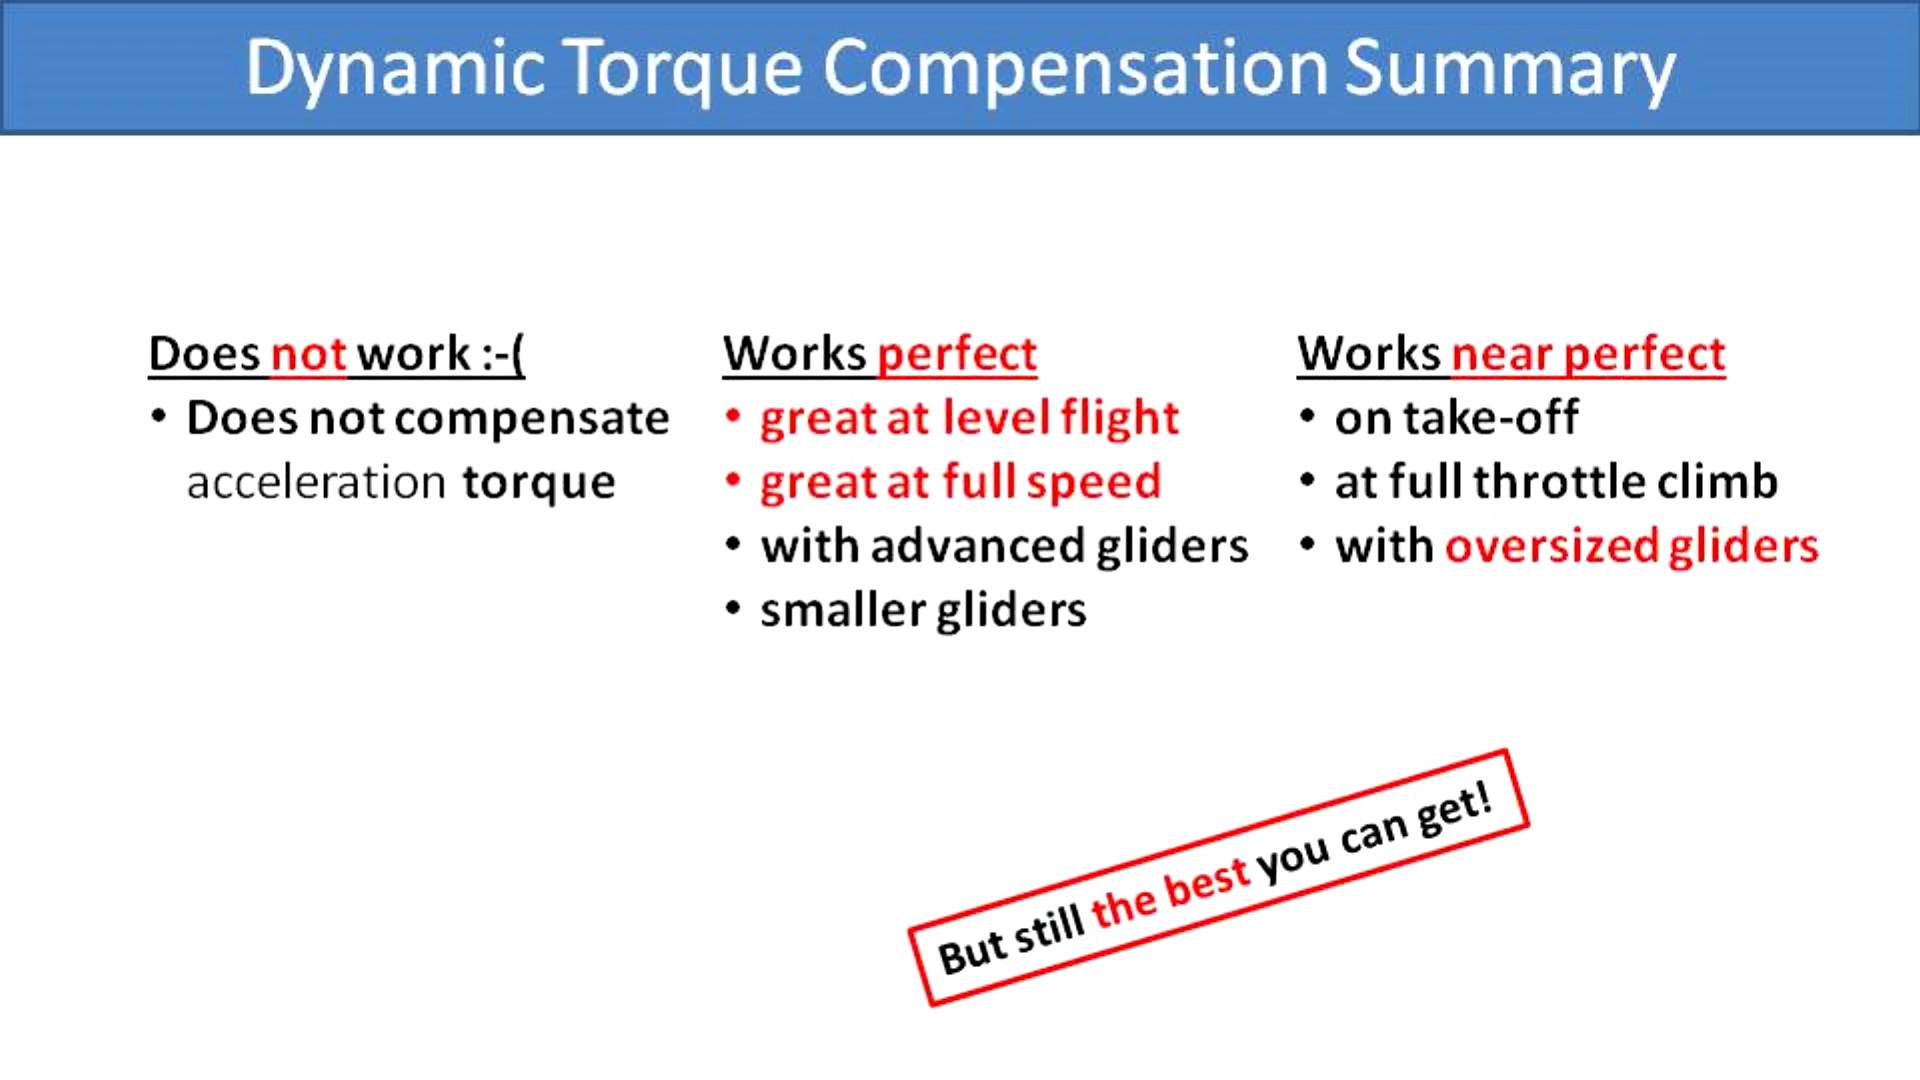 Dynamic Torque Compensation Summary
Does not work :-(
• Does not compensate
acceleration torque
Works perfect
• great at level flight
• great at full speed
• with advanced gliders
• smaller gliders
Works near perfect
• on take-off
• at full throttle climb
• with oversized gliders
But still the best you can get!